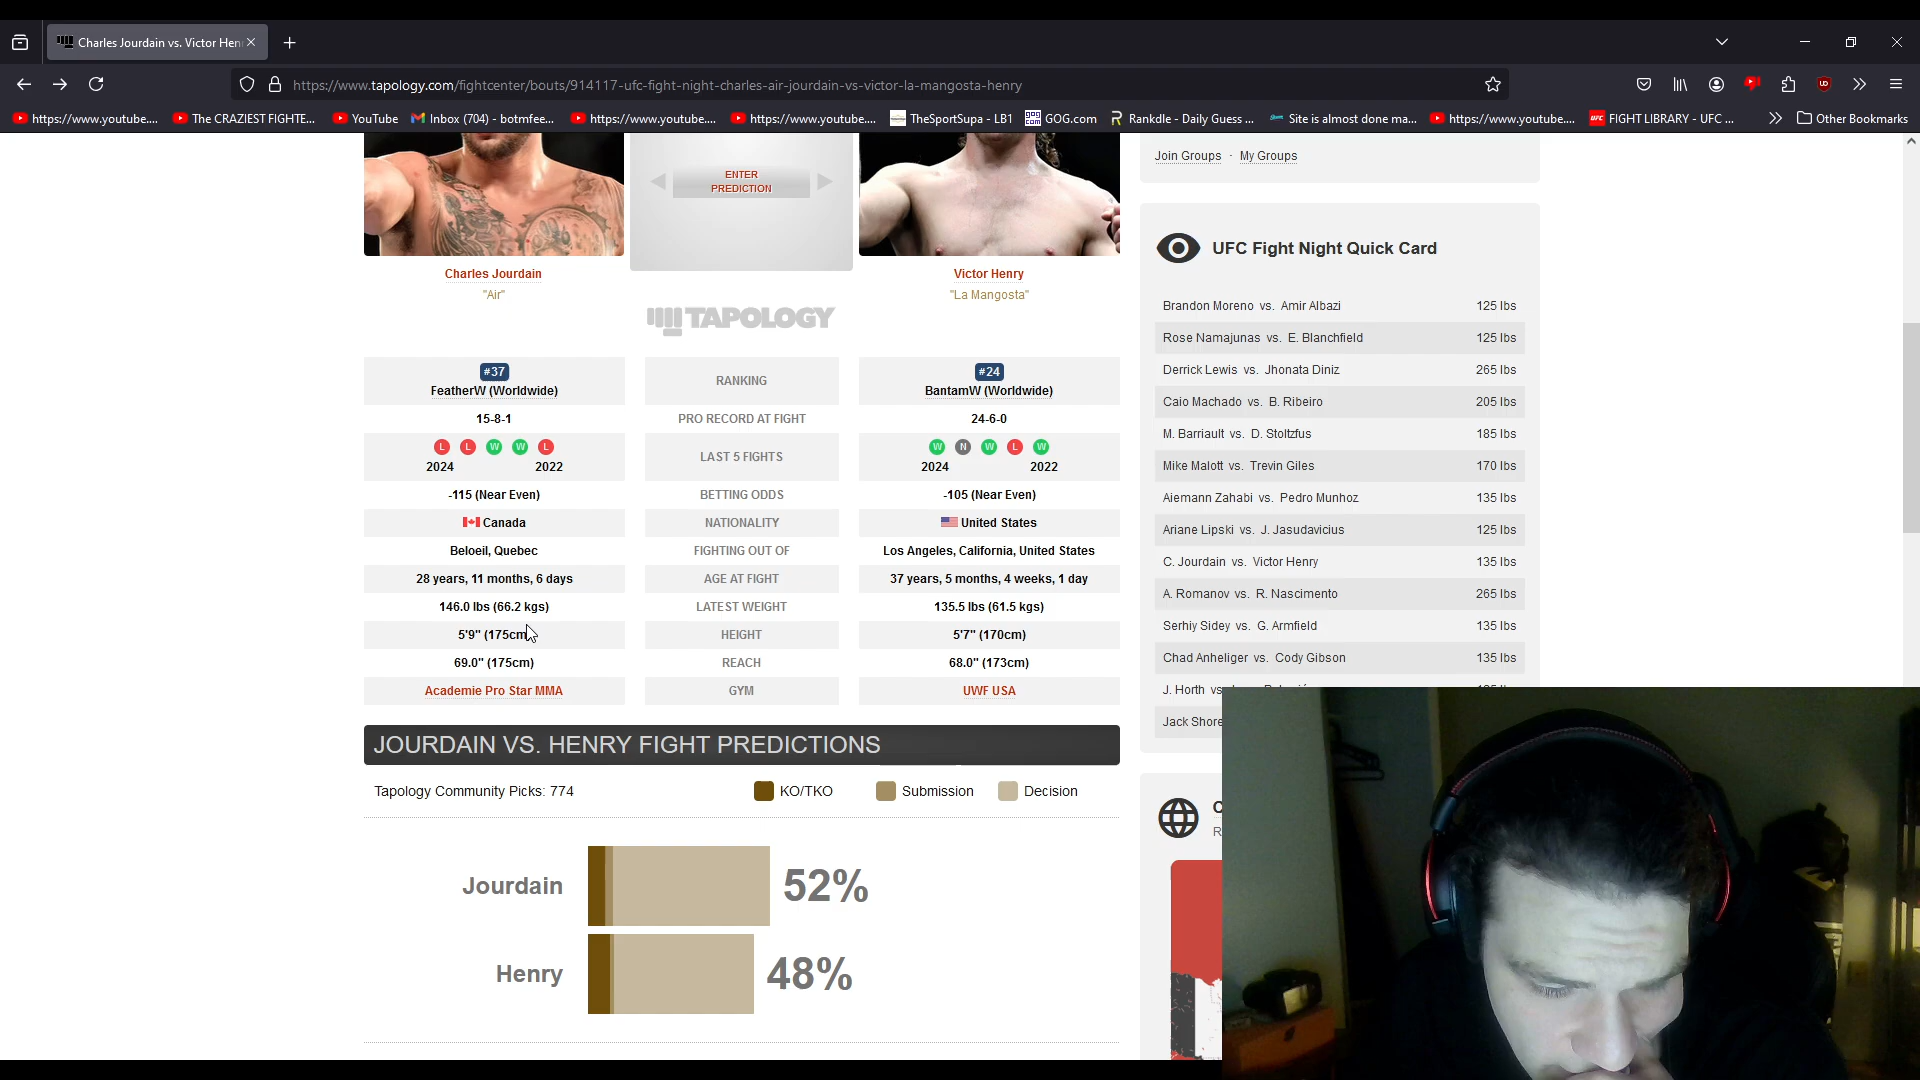 Charles Jourdain vs. Victor Hen
https://www.tapology.com/fightcenter/bouts/914117-ufc-fight-night-charles-air-jourdain-vs-victor-la-mangosta-henry
https://www.youtube.... The CRAZIEST FIGHTE... YouTube Inbox (704) - botmfee... https://www.youtube.... https://www.youtube.... TheSportSupa - LB1 GOG.com Rankdle - Daily Guess ... Site is almost done ma... https://www.youtube.... FIGHT LIBRARY - UFC ... Other Bookmarks
Join Groups · My Groups
ENTER
PREDICTION
Charles Jourdain
"Air"
Victor Henry
"La Mangosta"
TAPOLOGY
#37
FeatherW (Worldwide)
RANKING
#24
BantamW (Worldwide)
15-8-1 PRO RECORD AT FIGHT 24-6-0
L L W W L
2024 2022
LAST 5 FIGHTS
W N W L W
2024 2022
-115 (Near Even) BETTING ODDS -105 (Near Even)
Canada NATIONALITY United States
Beloeil, Quebec FIGHTING OUT OF Los Angeles, California, United States
28 years, 11 months, 6 days AGE AT FIGHT 37 years, 5 months, 4 weeks, 1 day
146.0 lbs (66.2 kgs) LATEST WEIGHT 135.5 lbs (61.5 kgs)
5'9" (175cm) HEIGHT 5'7" (170cm)
69.0" (175cm) REACH 68.0" (173cm)
Academie Pro Star MMA GYM UWF USA
JOURDAIN VS. HENRY FIGHT PREDICTIONS
Tapology Community Picks: 774 KO/TKO Submission Decision
Jourdain 52%
Henry 48%
UFC Fight Night Quick Card
Brandon Moreno vs. Amir Albazi 125 lbs
Rose Namajunas vs. E. Blanchfield 125 lbs
Derrick Lewis vs. Jhonata Diniz 265 lbs
Caio Machado vs. B. Ribeiro 205 lbs
M. Barriault vs. D. Stoltzfus 185 lbs
Mike Malott vs. Trevin Giles 170 lbs
Aiemann Zahabi vs. Pedro Munhoz 135 lbs
Ariane Lipski vs. J. Jasudavicius 125 lbs
C. Jourdain vs. Victor Henry 135 lbs
A. Romanov vs. R. Nascimento 265 lbs
Serhiy Sidey vs. G. Armfield 135 lbs
Chad Anheliger vs. Cody Gibson 135 lbs
J. Horth vs
Jack Shore